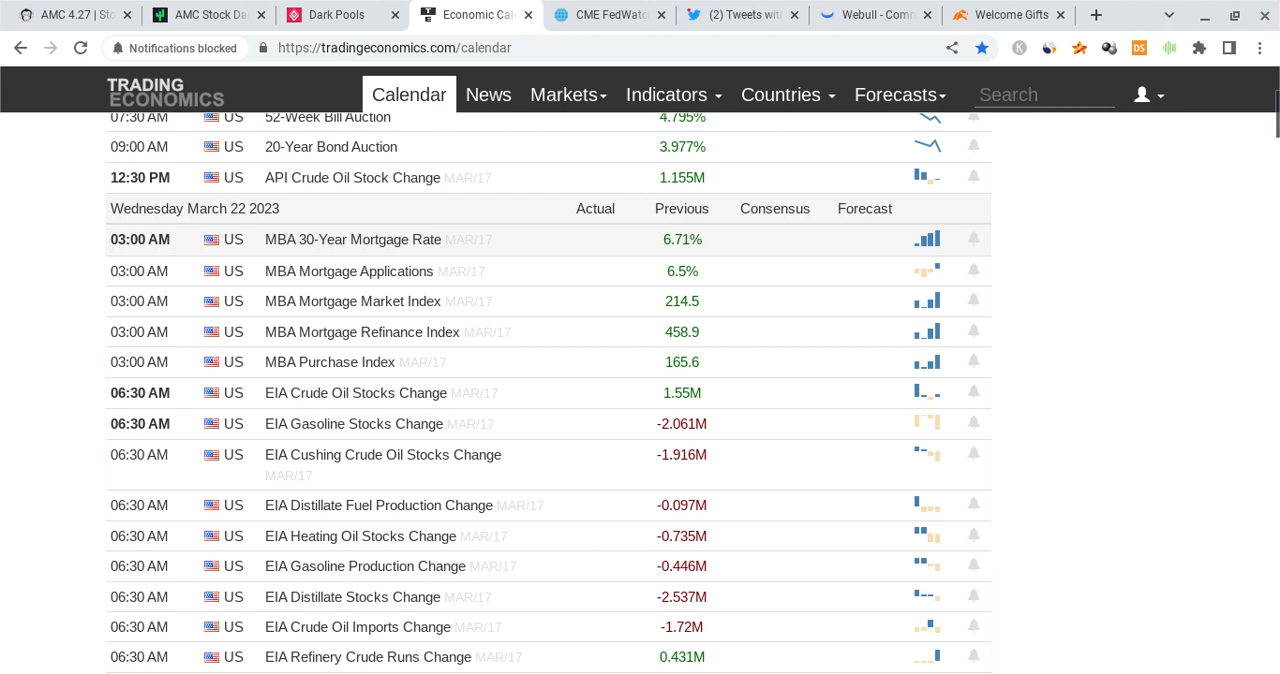 AMC 4.27 | Sto
AMC Stock Da
Dark Pools
Economic Cal
CME FedWatch
(2) Tweets wit
Webull - Comm
Welcome Gifts
Notifications blocked
https://tradingeconomics.com/calendar
TRADING ECONOMICS
Calendar News Markets Indicators Countries Forecasts Search
07:30 AM US 52-Week Bill Auction 4.795%
09:00 AM US 20-Year Bond Auction 3.977%
12:30 PM US API Crude Oil Stock Change MAR/17 1.155M
Wednesday March 22 2023 Actual Previous Consensus Forecast
03:00 AM US MBA 30-Year Mortgage Rate MAR/17 6.71%
03:00 AM US MBA Mortgage Applications MAR/17 6.5%
03:00 AM US MBA Mortgage Market Index MAR/17 214.5
03:00 AM US MBA Mortgage Refinance Index MAR/17 458.9
03:00 AM US MBA Purchase Index MAR/17 165.6
06:30 AM US EIA Crude Oil Stocks Change MAR/17 1.55M
06:30 AM US EIA Gasoline Stocks Change MAR/17 -2.061M
06:30 AM US EIA Cushing Crude Oil Stocks Change -1.916M
MAR/17
06:30 AM US EIA Distillate Fuel Production Change MAR/17 -0.097M
06:30 AM US EIA Heating Oil Stocks Change MAR/17 -0.735M
06:30 AM US EIA Gasoline Production Change MAR/17 -0.446M
06:30 AM US EIA Distillate Stocks Change MAR/17 -2.537M
06:30 AM US EIA Crude Oil Imports Change MAR/17 -1.72M
06:30 AM US EIA Refinery Crude Runs Change MAR/17 0.431M